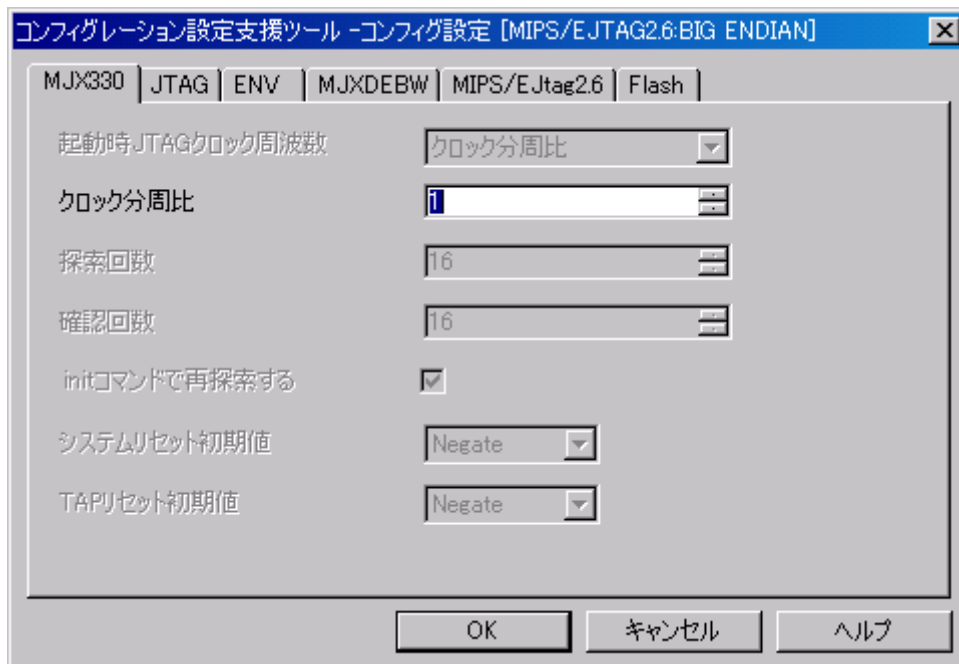 コンフィグレーション設定支援ツール -コンフィグ設定 [MIPS/EJTAG2.6:BIG ENDIAN]
MJX330 JTAG ENV MJXDEBW MIPS/EJtag2.6 Flash
起動時JTAGクロック周波数 クロック分周比
クロック分周比 1
探索回数 16
確認回数 16
initコマンドで再探索する
システムリセット初期値 Negate
TAPリセット初期値 Negate
OK キャンセル ヘルプ